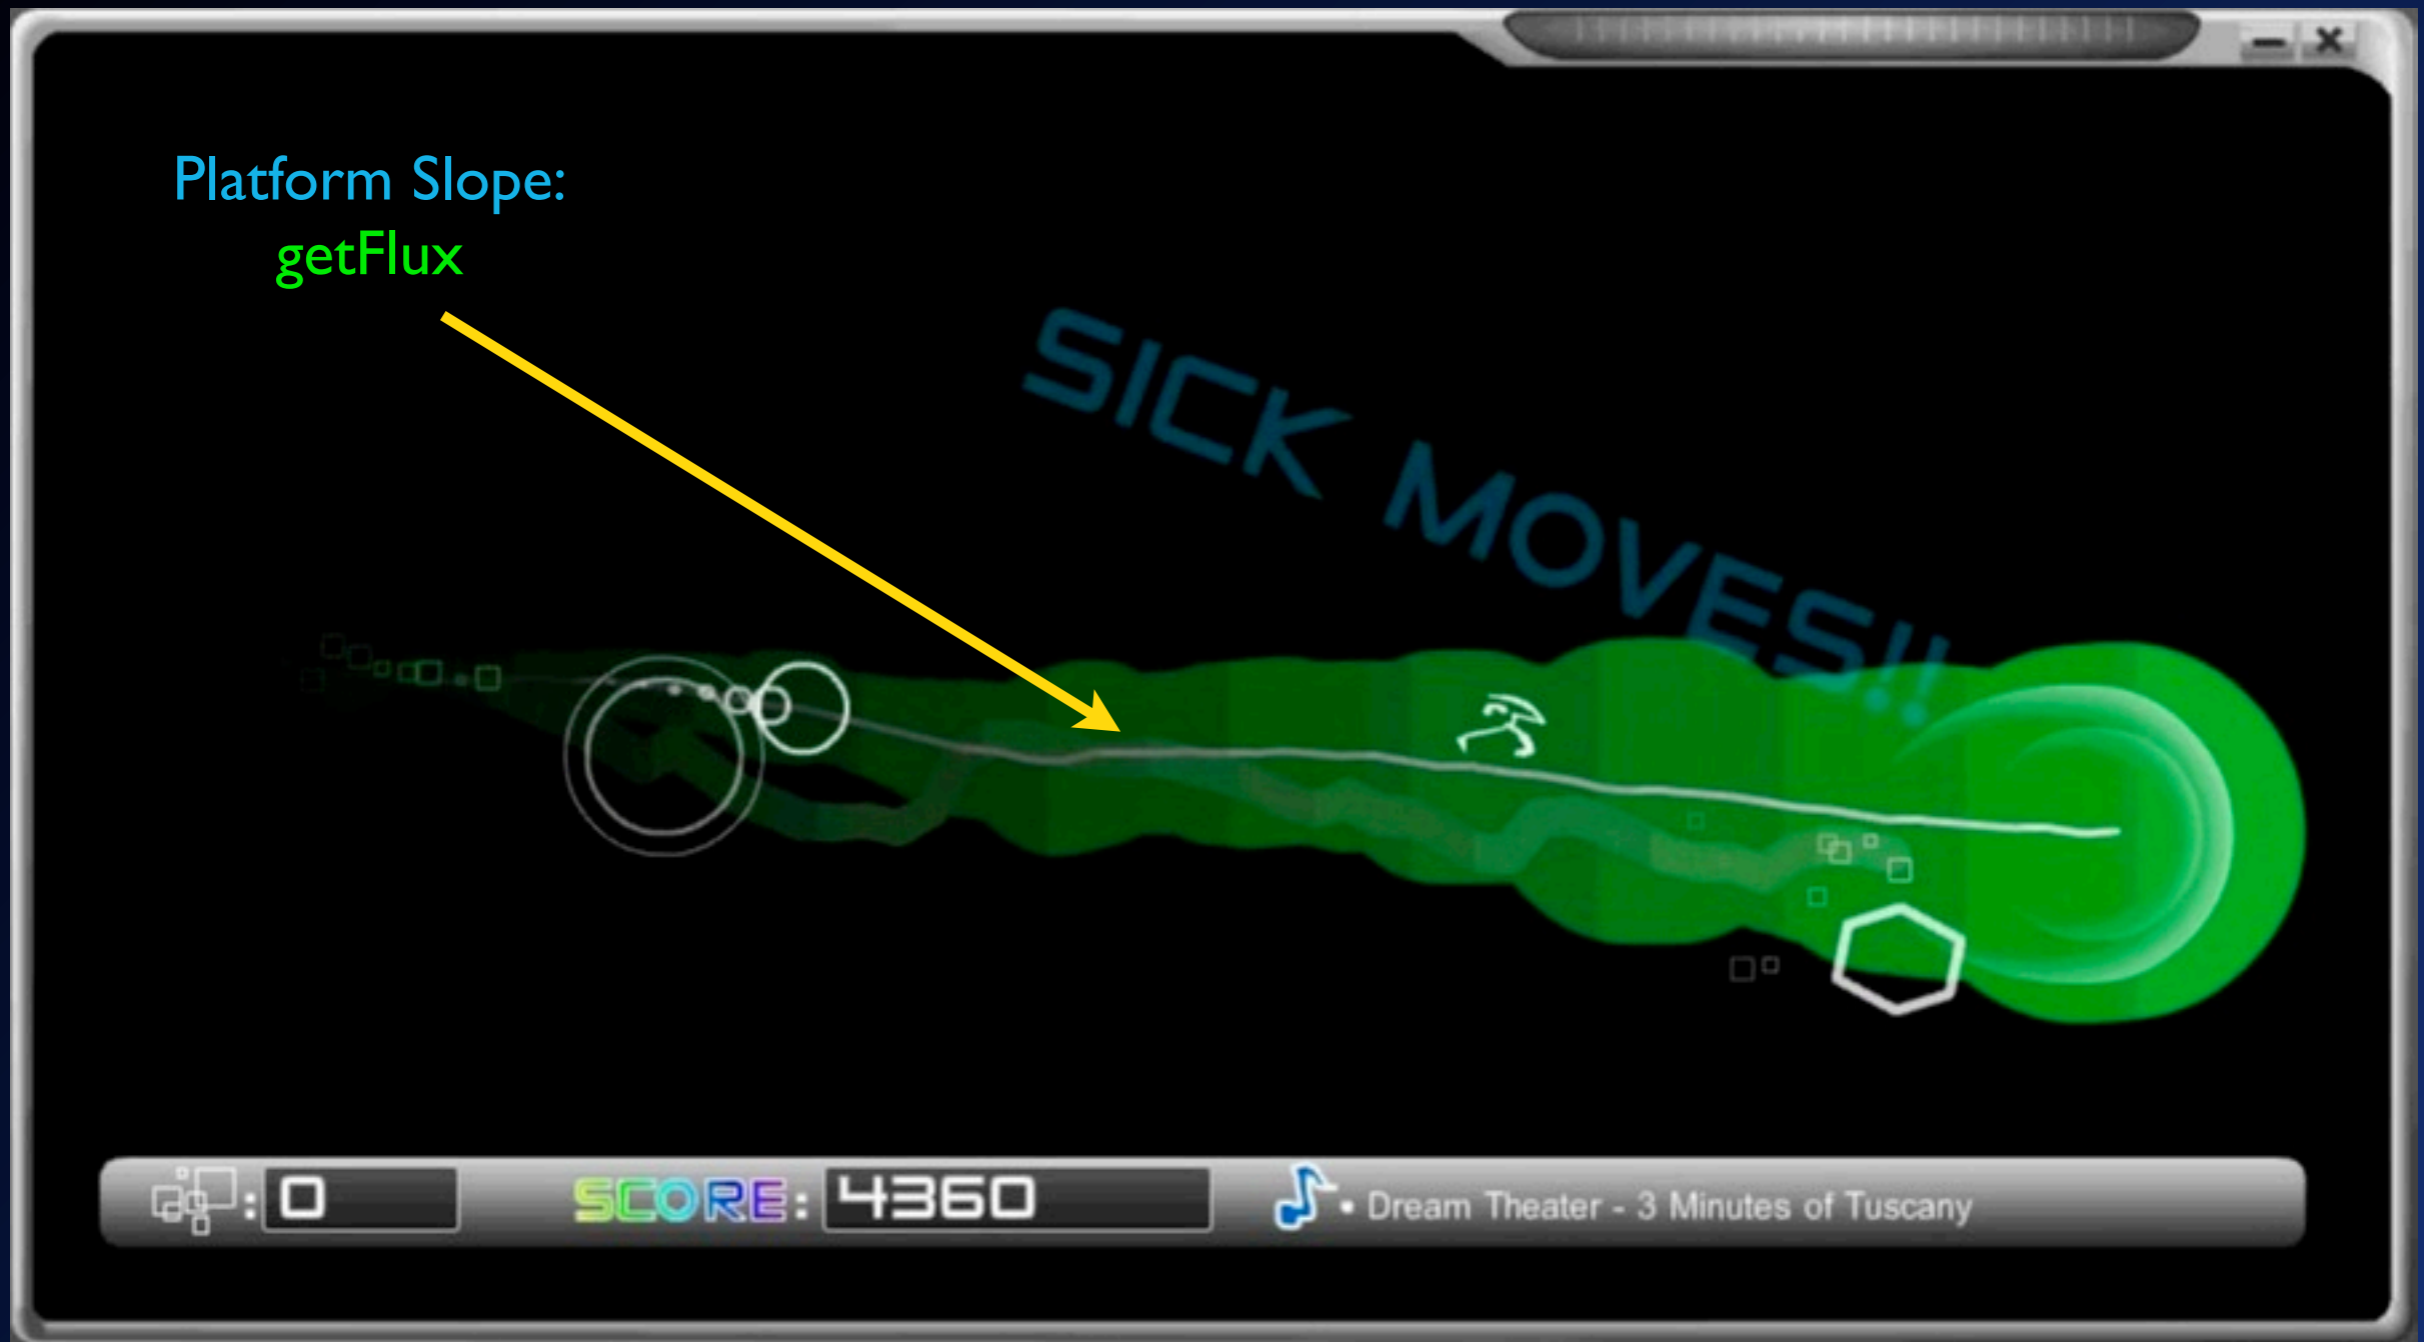 Platform Slope:
getFlux
SICK MOVES!!
: 0
SCORE: 4360
• Dream Theater - 3 Minutes of Tuscany